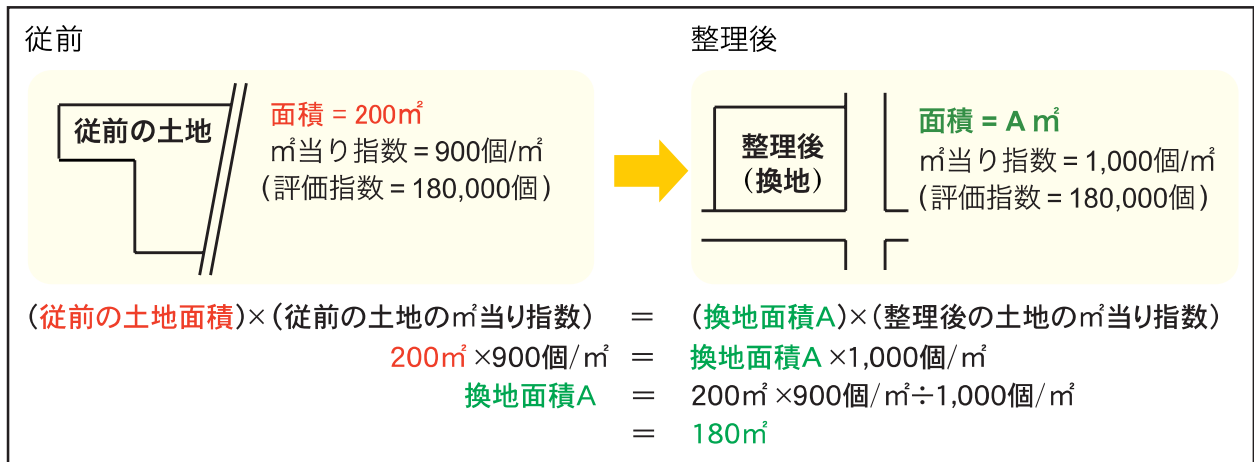 従前
従前の土地
面積 = 200㎡
㎡当り指数 = 900個/㎡
(評価指数 = 180,000個)
整理後
整理後
(換地)
面積 = A㎡
㎡当り指数 = 1,000個/㎡
(評価指数 = 180,000個)
(従前の土地面積)×(従前の土地の㎡当り指数) = (換地面積A)×(整理後の土地の㎡当り指数)
200㎡×900個/㎡ = 換地面積A×1,000個/㎡
換地面積A = 200㎡×900個/㎡÷1,000個/㎡
= 180㎡